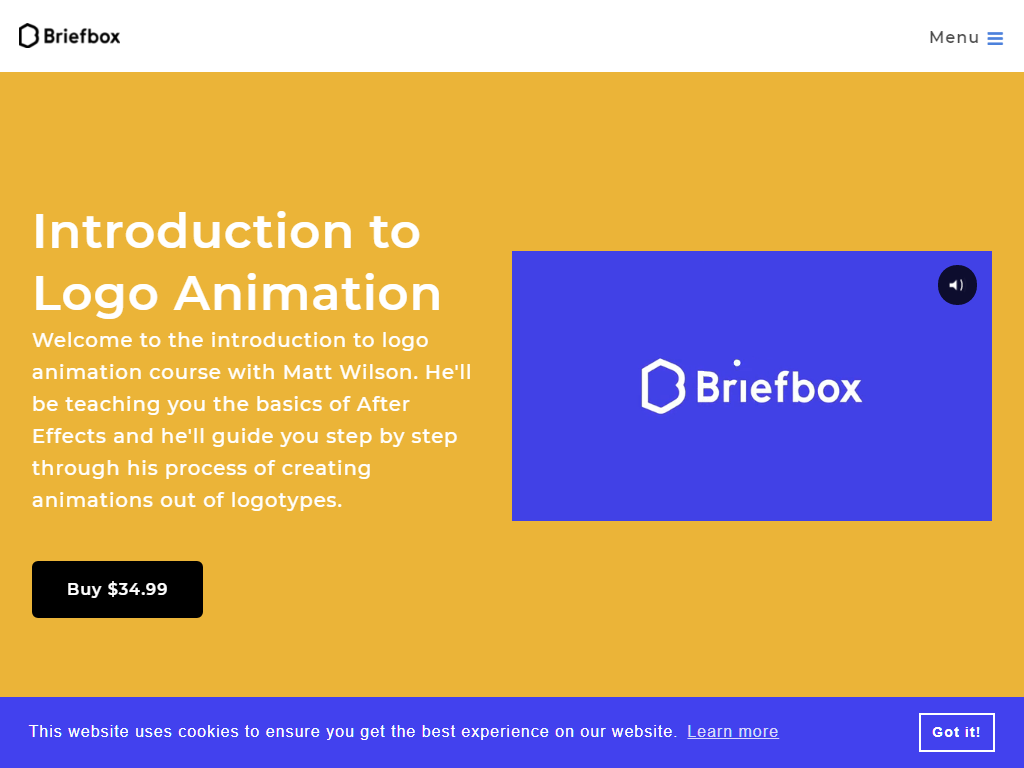 Briefbox
Menu
Introduction to
Logo Animation
Welcome to the introduction to logo
animation course with Matt Wilson. He'll
be teaching you the basics of After
Effects and he'll guide you step by step
through his process of creating
animations out of logotypes.
Buy $34.99
Briefbox
This website uses cookies to ensure you get the best experience on our website. Learn more
Got it!